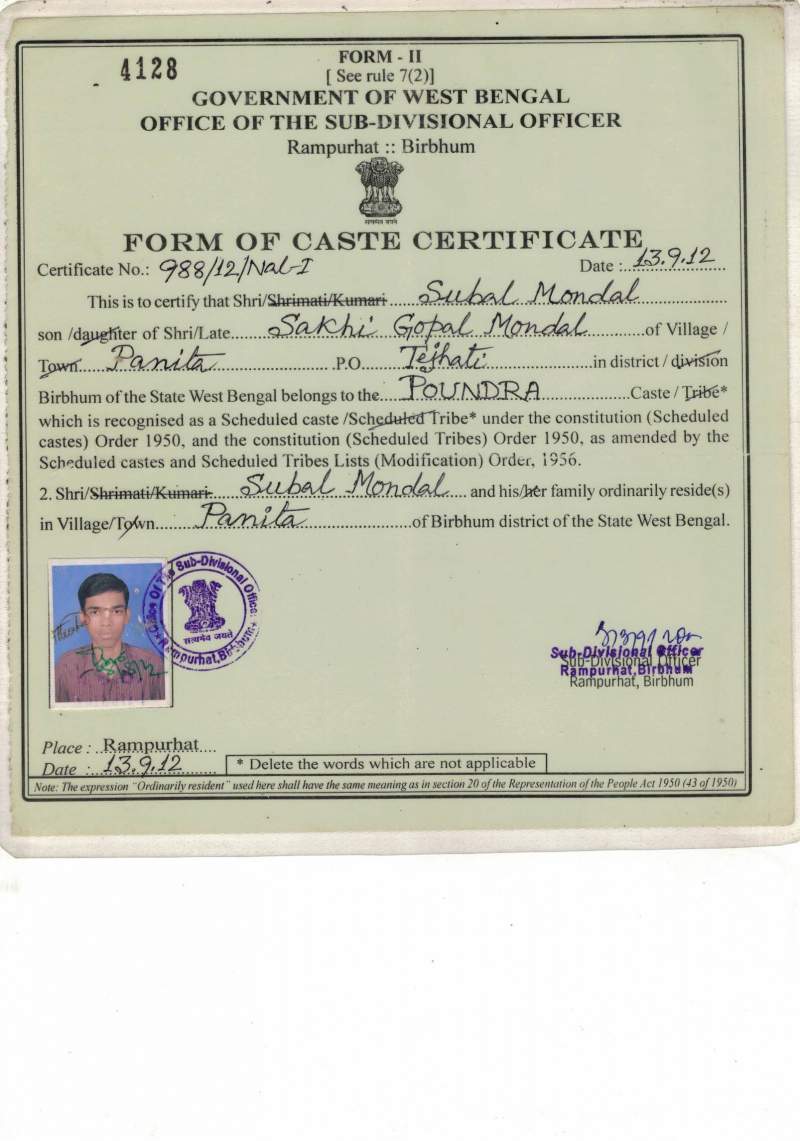 4128
FORM - II
[ See rule 7(2)]
GOVERNMENT OF WEST BENGAL
OFFICE OF THE SUB-DIVISIONAL OFFICER
Rampurhat :: Birbhum
सत्यमेव जयते
FORM OF CASTE CERTIFICATE
Certificate No.: 988/12/Nal-I Date : 13.9.12
This is to certify that Shri/Shrimati/Kumari Subal Mondal
son /daughter of Shri/Late Sakhi Gopal Mondal of Village /
Town Panita P.O. Tejhati in district / division
Birbhum of the State West Bengal belongs to the POUNDRA Caste / Tribe*
which is recognised as a Scheduled caste /Scheduled Tribe* under the constitution (Scheduled
castes) Order 1950, and the constitution (Scheduled Tribes) Order 1950, as amended by the
Scheduled castes and Scheduled Tribes Lists (Modification) Order, 1956.
2. Shri/Shrimati/Kumari Subal Mondal and his/her family ordinarily reside(s)
in Village/Town Panita of Birbhum district of the State West Bengal.
Office Of The Sub-Divisional Officer
सत्यमेव जयते
Rampurhat, Birbhum
Sub-Divisional Officer
Rampurhat, Birbhum
Sub-Divisional Officer
Rampurhat, Birbhum
Place : Rampurhat
Date : 13.9.12
* Delete the words which are not applicable
Note: The expression "Ordinarily resident" used here shall have the same meaning as in section 20 of the Representation of the People Act 1950 (43 of 1950)